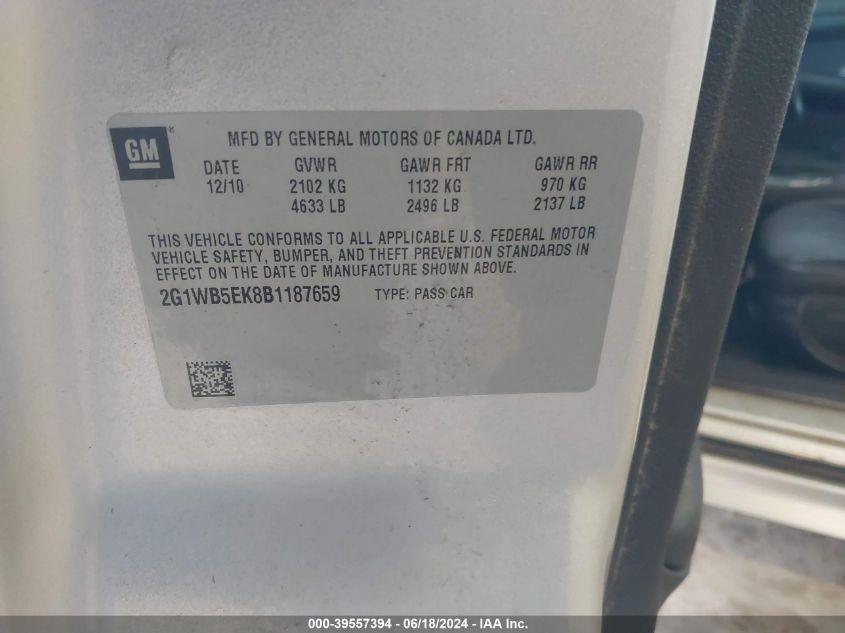 GM ®
MFD BY GENERAL MOTORS OF CANADA LTD.
DATE GVWR GAWR FRT GAWR RR
12/10 2102 KG 1132 KG 970 KG
4633 LB 2496 LB 2137 LB
THIS VEHICLE CONFORMS TO ALL APPLICABLE U.S. FEDERAL MOTOR
VEHICLE SAFETY, BUMPER, AND THEFT PREVENTION STANDARDS IN
EFFECT ON THE DATE OF MANUFACTURE SHOWN ABOVE.
2G1WB5EK8B1187659 TYPE: PASS CAR
000-39557394 - 06/18/2024 - IAA Inc.